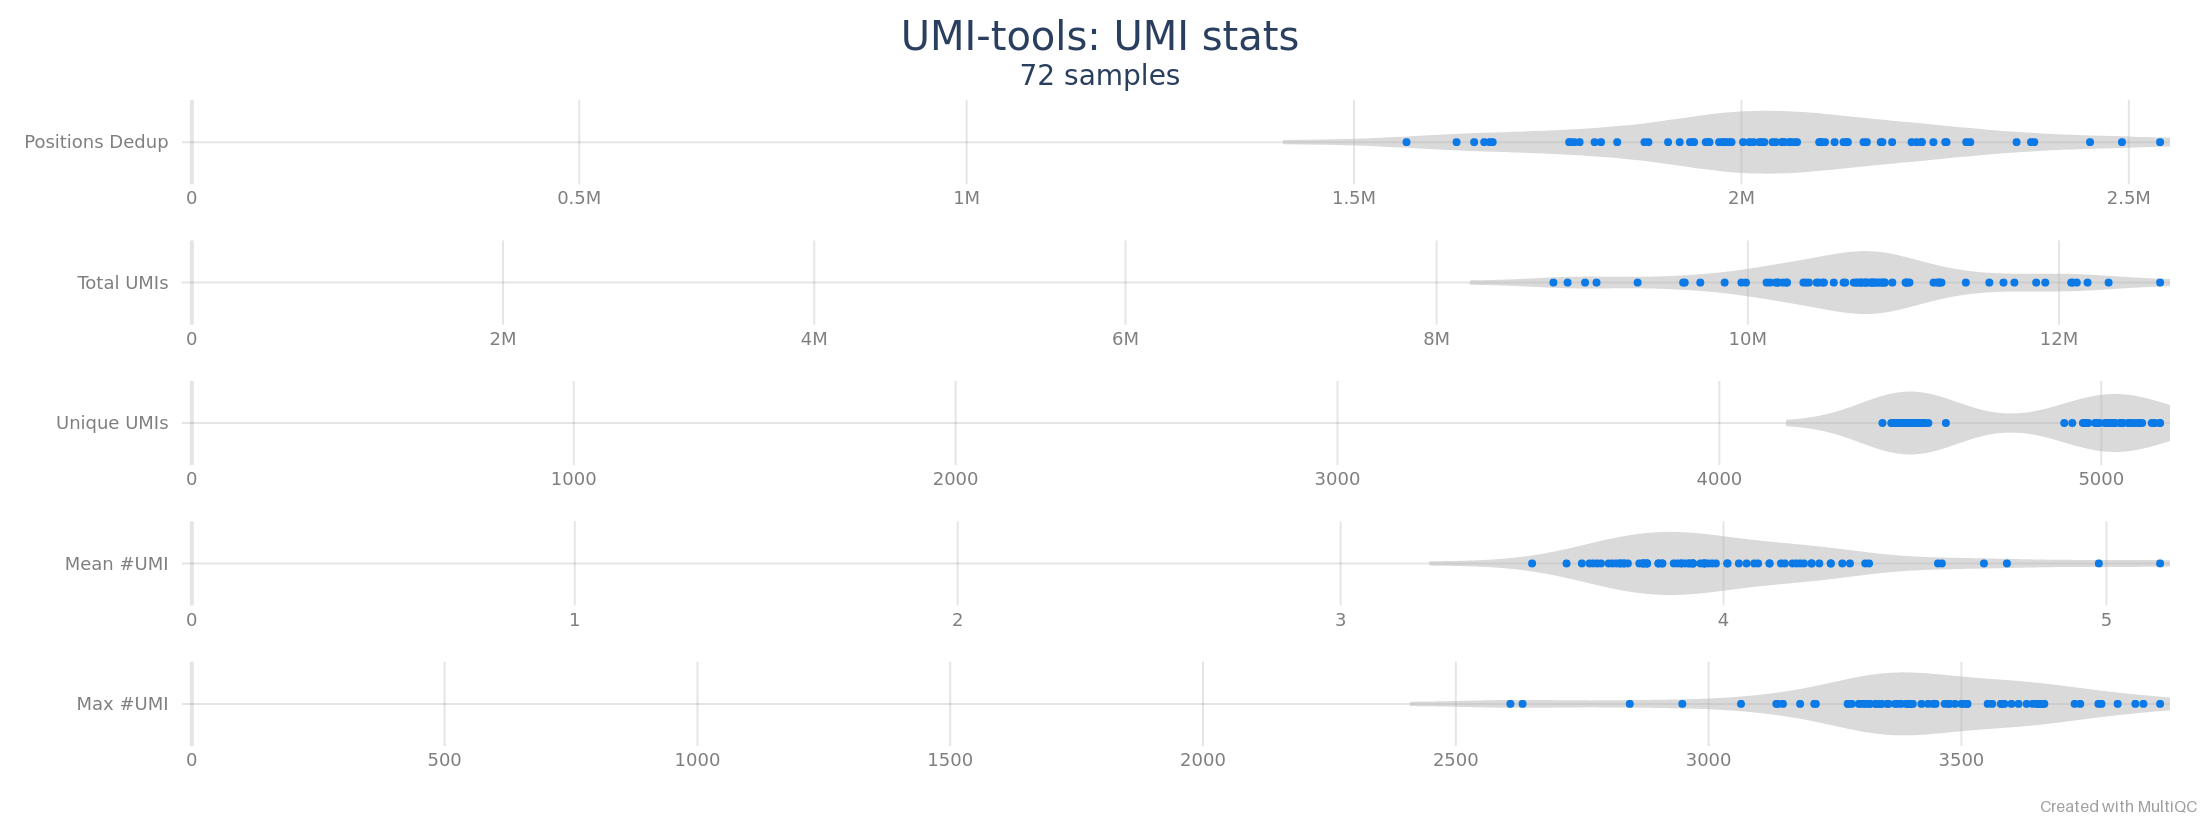 UMI-tools: UMI stats
72 samples
Positions Dedup
0 0.5M 1M 1.5M 2M 2.5M
Total UMIs
0 2M 4M 6M 8M 10M 12M
Unique UMIs
0 1000 2000 3000 4000 5000
Mean #UMI
0 1 2 3 4 5
Max #UMI
0 500 1000 1500 2000 2500 3000 3500
Created with MultiQC